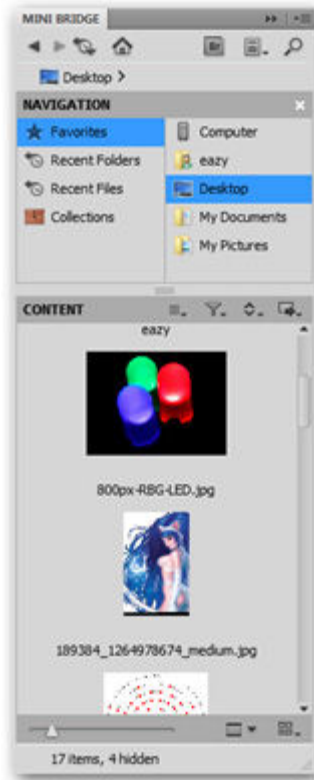 MINI BRIDGE
Br
Desktop >
NAVIGATION
Favorites
Recent Folders
Recent Files
Collections
Computer
eazy
Desktop
My Documents
My Pictures
CONTENT
eazy
800px-RBG-LED.jpg
189384_1264978674_medium.jpg
17 items, 4 hidden